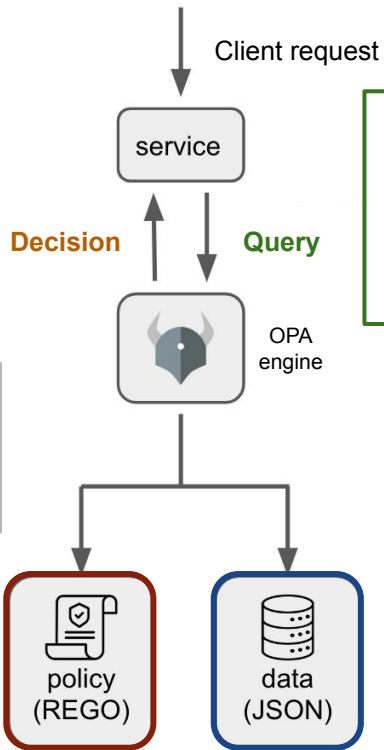 Client request
service
Decision
Query
OPA
engine
policy
(REGO)
data
(JSON)